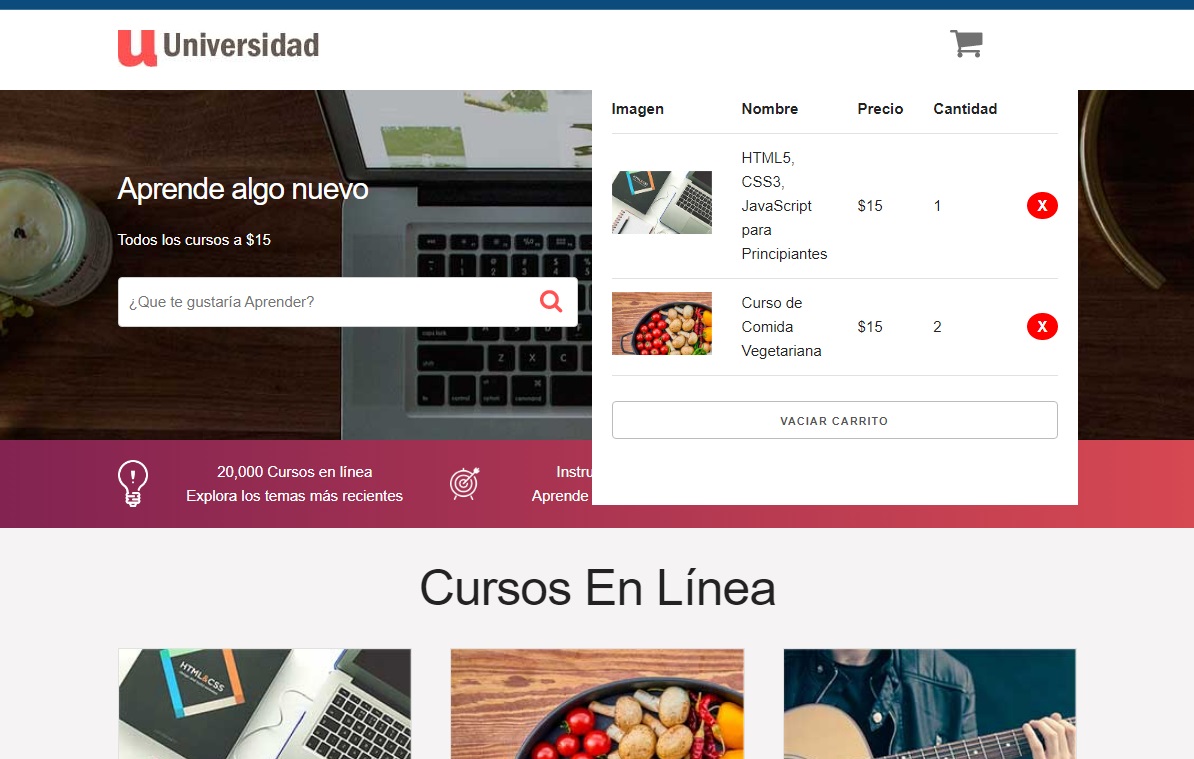 u Universidad
Imagen Nombre Precio Cantidad
HTML5,
CSS3,
JavaScript
para
Principiantes
$15 1 X
Curso de
Comida
Vegetariana
$15 2 X
VACIAR CARRITO
Aprende algo nuevo
Todos los cursos a $15
¿Que te gustaría Aprender?
20,000 Cursos en línea
Explora los temas más recientes
Instru
Aprende
Cursos En Línea
HTML&CSS